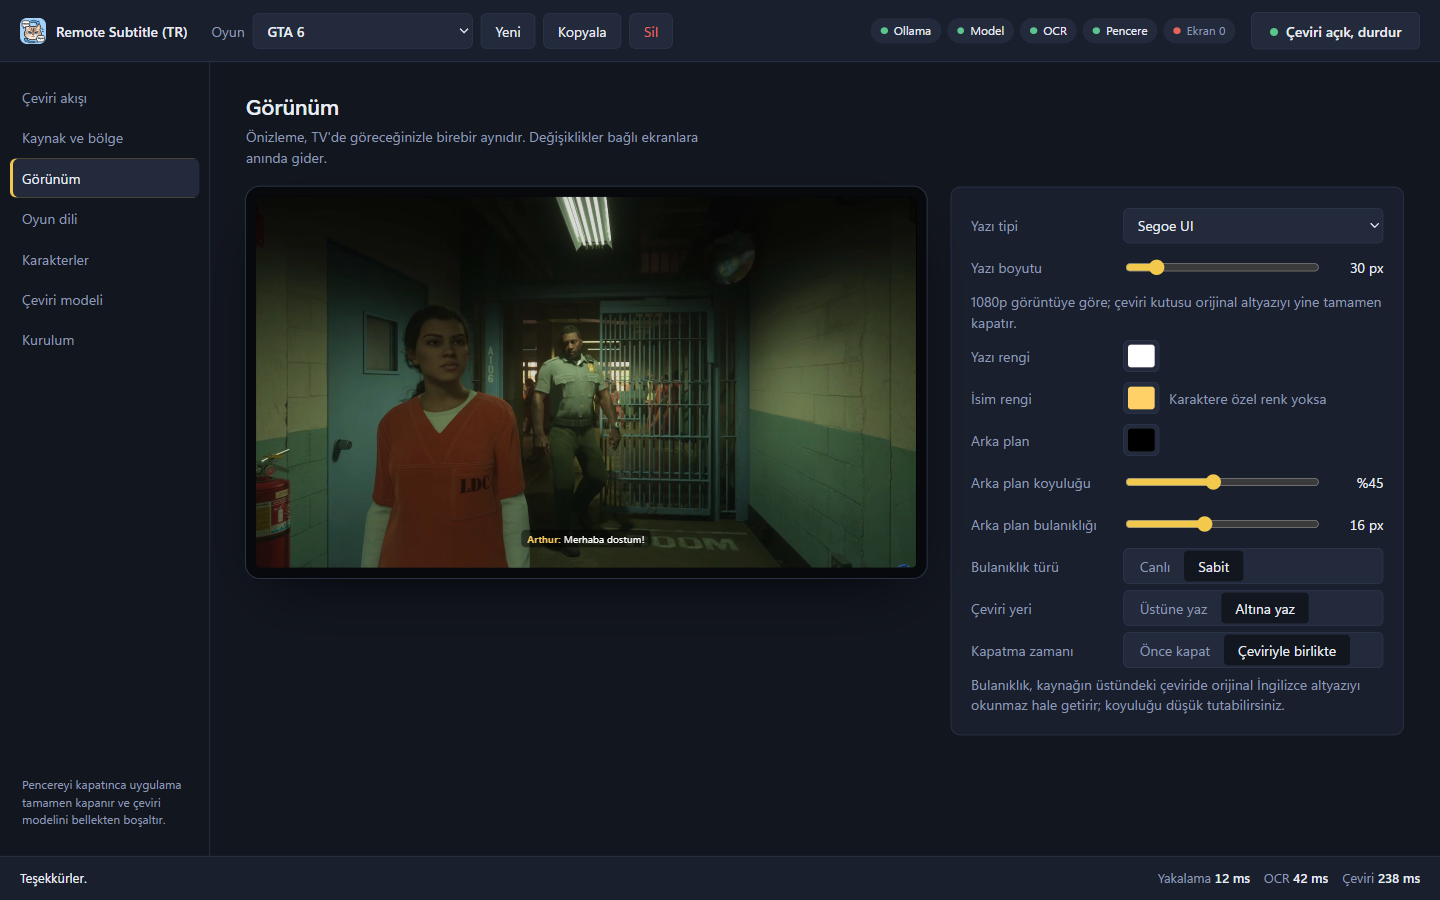 Remote Subtitle (TR)
Oyun
GTA 6
Yeni
Kopyala
Sil
Ollama
Model
OCR
Pencere
Ekran 0
Çeviri açık, durdur
Çeviri akışı
Kaynak ve bölge
Görünüm
Oyun dili
Karakterler
Çeviri modeli
Kurulum
Pencereyi kapatınca uygulama
tamamen kapanır ve çeviri
modelini bellekten boşaltır.
Görünüm
Önizleme, TV'de göreceğinizle birebir aynıdır. Değişiklikler bağlı ekranlara
anında gider.
A106
LDC
Arthur: Merhaba dostum!
Yazı tipi
Segoe UI
Yazı boyutu
30 px
1080p görüntüye göre; çeviri kutusu orijinal altyazıyı yine tamamen
kapatır.
Yazı rengi
İsim rengi
Karaktere özel renk yoksa
Arka plan
Arka plan koyuluğu
%45
Arka plan bulanıklığı
16 px
Bulanıklık türü
Canlı
Sabit
Çeviri yeri
Üstüne yaz
Altına yaz
Kapatma zamanı
Önce kapat
Çeviriyle birlikte
Bulanıklık, kaynağın üstündeki çeviride orijinal İngilizce altyazıyı
okunmaz hale getirir; koyuluğu düşük tutabilirsiniz.
Teşekkürler.
Yakalama 12 ms
OCR 42 ms
Çeviri 238 ms